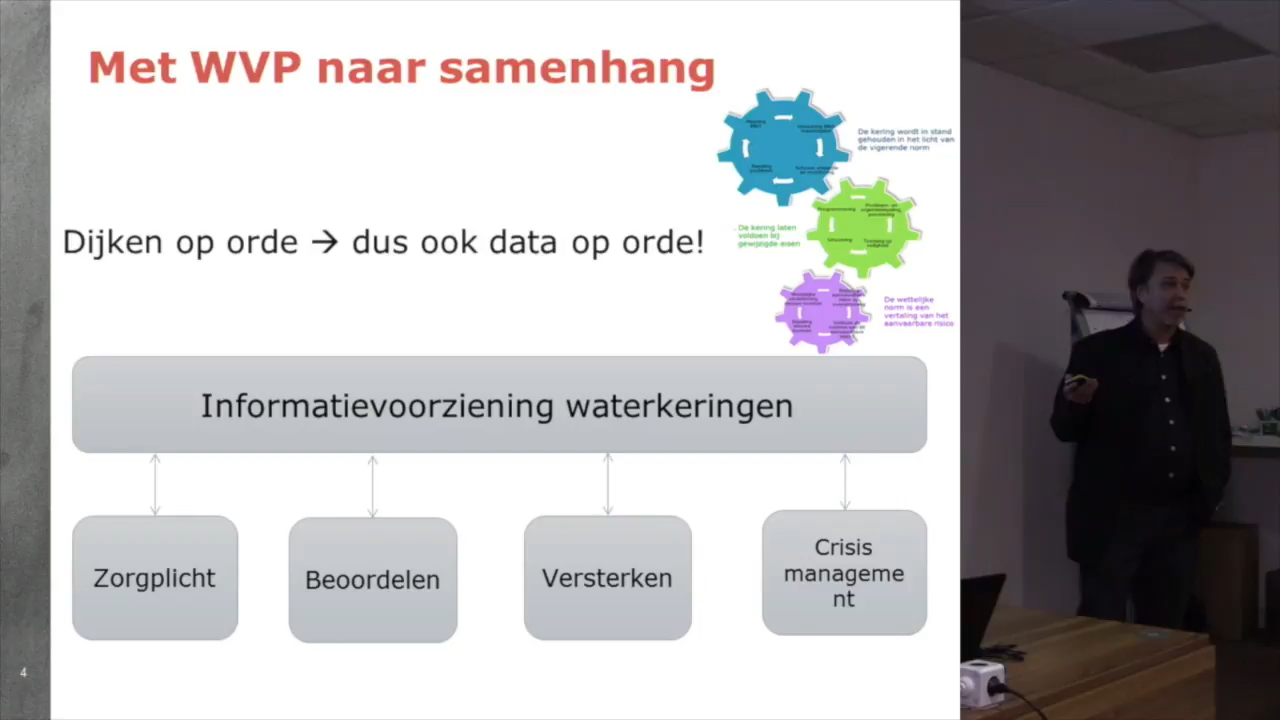 Met WVP naar samenhang
De kering wordt in stand
gehouden in het licht van
de vigerende norm
Dijken op orde → dus ook data op orde!
. De kering laten
voldoen bij
gewijzigde eisen
Programmering
De wettelijke
norm is een
vertaling van het
aanvaarbare risico
Informatievoorziening waterkeringen
Zorgplicht
Beoordelen
Versterken
Crisis
manageme
nt
4